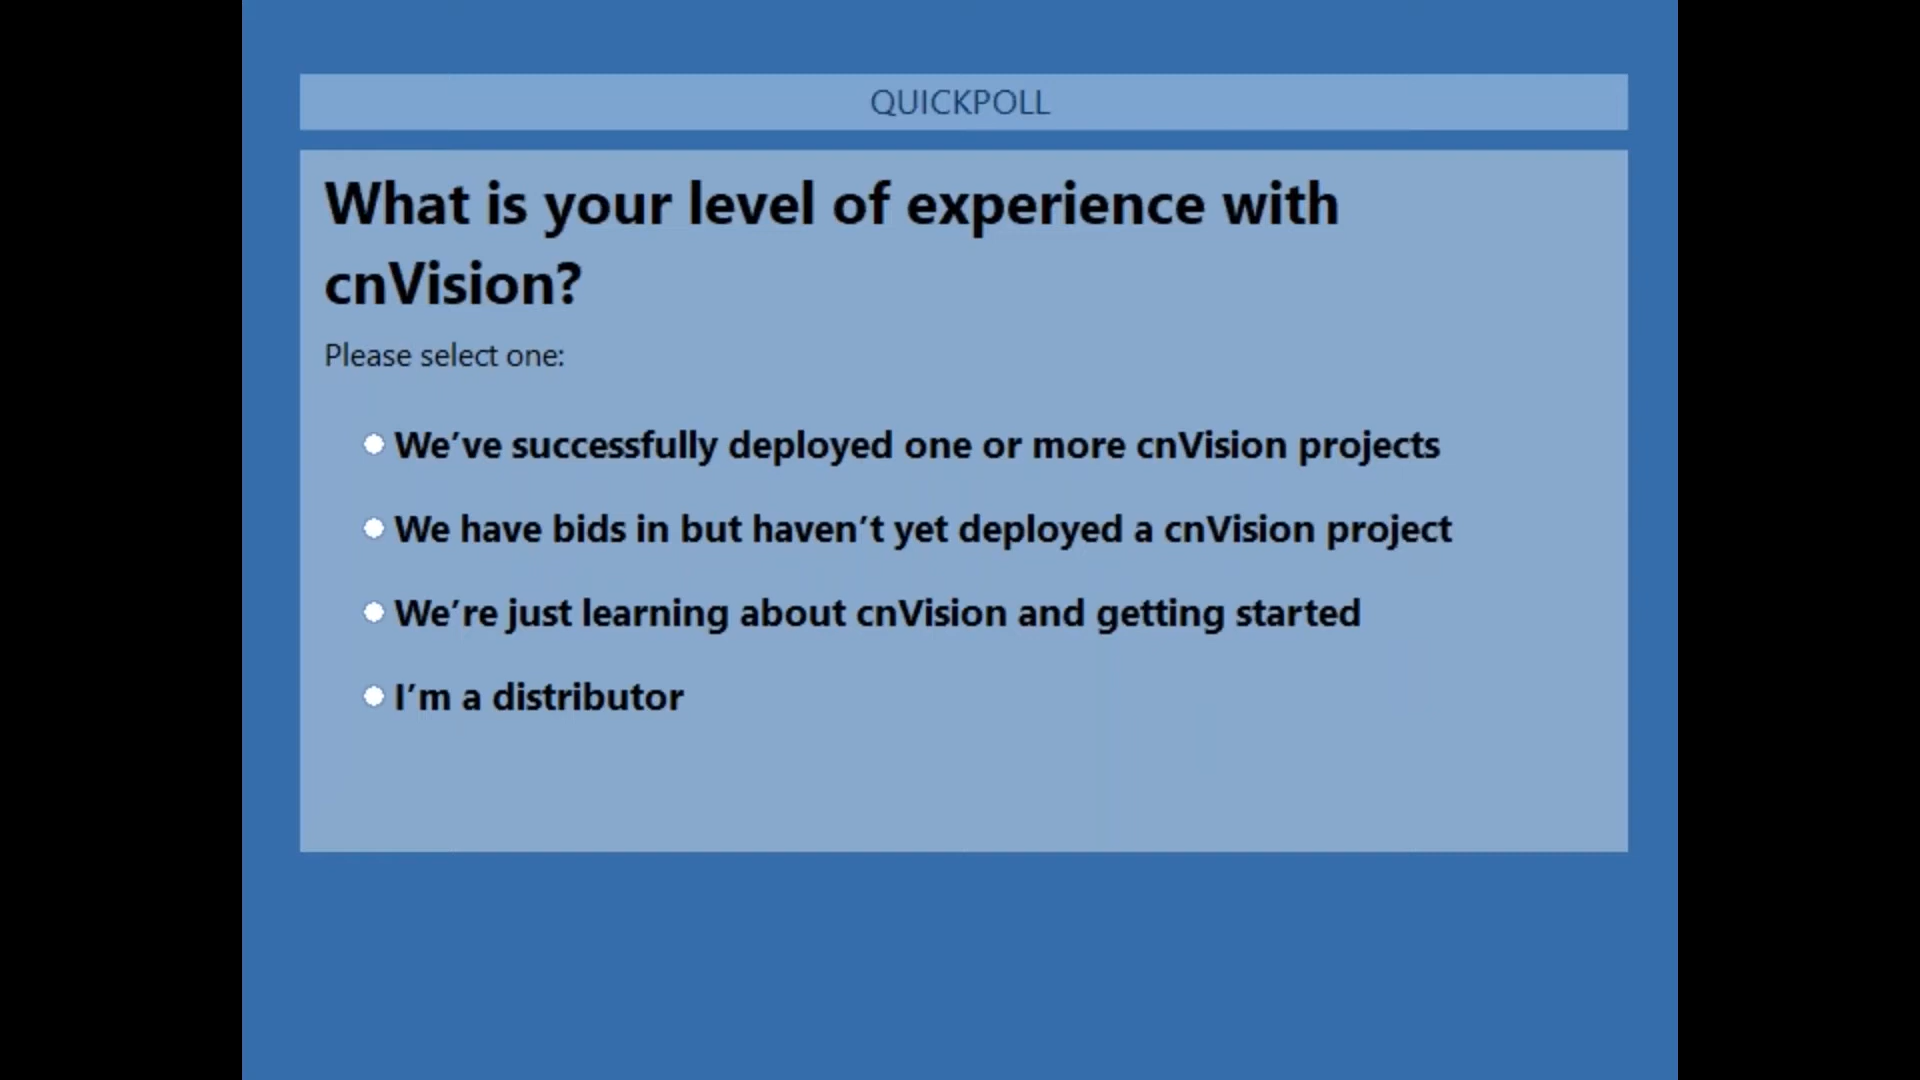 QUICKPOLL
What is your level of experience with
cnVision?
Please select one:
We’ve successfully deployed one or more cnVision projects
We have bids in but haven’t yet deployed a cnVision project
We’re just learning about cnVision and getting started
I’m a distributor